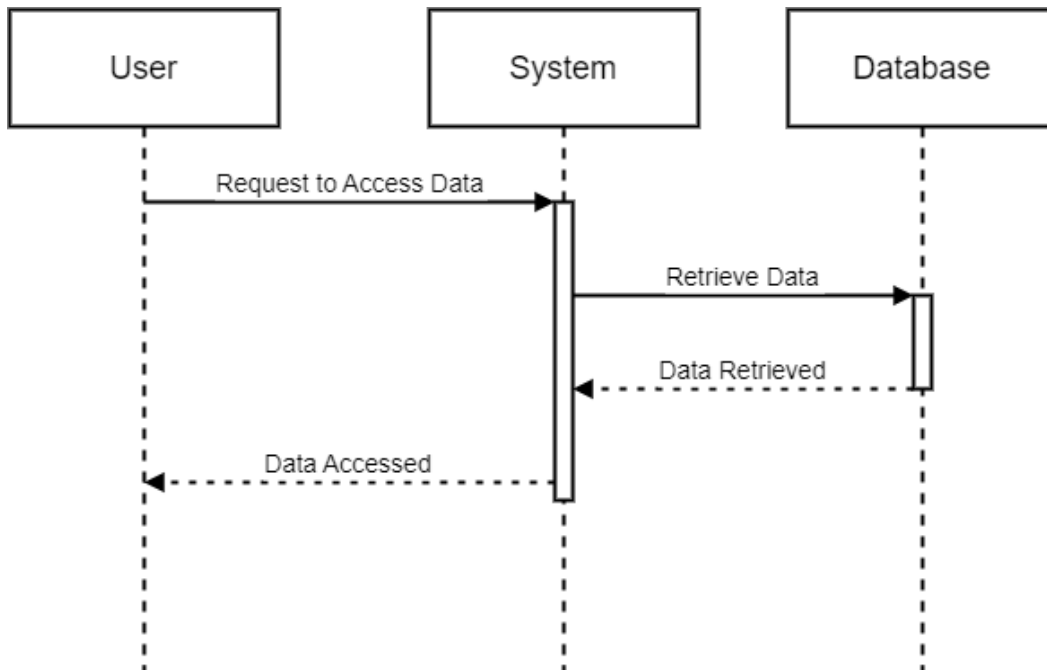 User
System
Database
Request to Access Data
Retrieve Data
Data Retrieved
Data Accessed